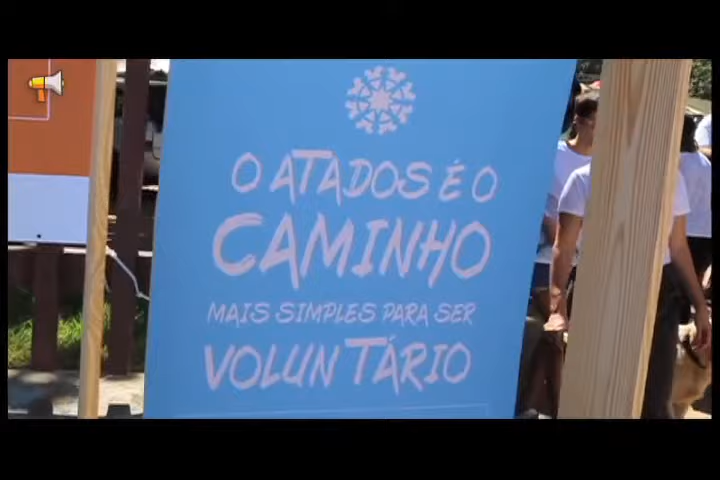 O ATADOS É O
CAMINHO
MAIS SIMPLES PARA SER
VOLUNTÁRIO